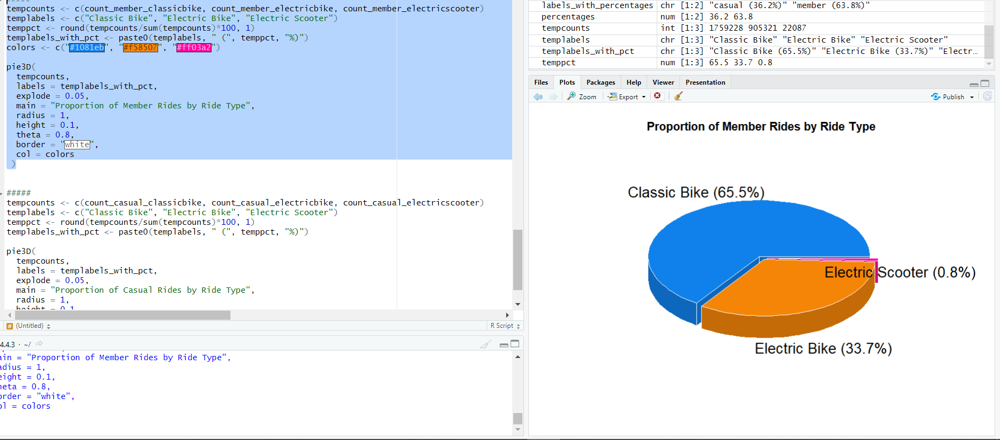 #####
tempcounts <- c(count_member_classicbike, count_member_electricbike, count_member_electricscooter)
templabels <- c("Classic Bike", "Electric Bike", "Electric Scooter")
temppct <- round(tempcounts/sum(tempcounts)*100, 1)
templabels_with_pct <- paste0(templabels, " (", temppct, "%)")
colors <- c("#1081eb", "#f58507", "#ff03a2")
pie3D(
tempcounts,
labels = templabels_with_pct,
explode = 0.05,
main = "Proportion of Member Rides by Ride Type",
radius = 1,
height = 0.1,
theta = 0.8,
border = "white",
col = colors
)
#####
tempcounts <- c(count_casual_classicbike, count_casual_electricbike, count_casual_electricscooter)
templabels <- c("Classic Bike", "Electric Bike", "Electric Scooter")
temppct <- round(tempcounts/sum(tempcounts)*100, 1)
templabels_with_pct <- paste0(templabels, " (", temppct, "%)")
pie3D(
tempcounts,
labels = templabels_with_pct,
explode = 0.05,
main = "Proportion of Casual Rides by Ride Type",
radius = 1,
height = 0.1
# (Untitled)
R Script
4.4.3 · ~/
ain = "Proportion of Member Rides by Ride Type",
adius = 1,
eight = 0.1,
heta = 0.8,
order = "white",
ol = colors
labels_with_percentages chr [1:2] "casual (36.2%)" "member (63.8%)"
percentages num [1:2] 36.2 63.8
tempcounts int [1:3] 1759228 905321 22087
templabels chr [1:3] "Classic Bike" "Electric Bike" "Electric Scooter"
templabels_with_pct chr [1:3] "Classic Bike (65.5%)" "Electric Bike (33.7%)" "Electr…
temppct num [1:3] 65.5 33.7 0.8
Files Plots Packages Help Viewer Presentation
Zoom Export Publish
Proportion of Member Rides by Ride Type
Classic Bike (65.5%)
Electric Scooter (0.8%)
Electric Bike (33.7%)